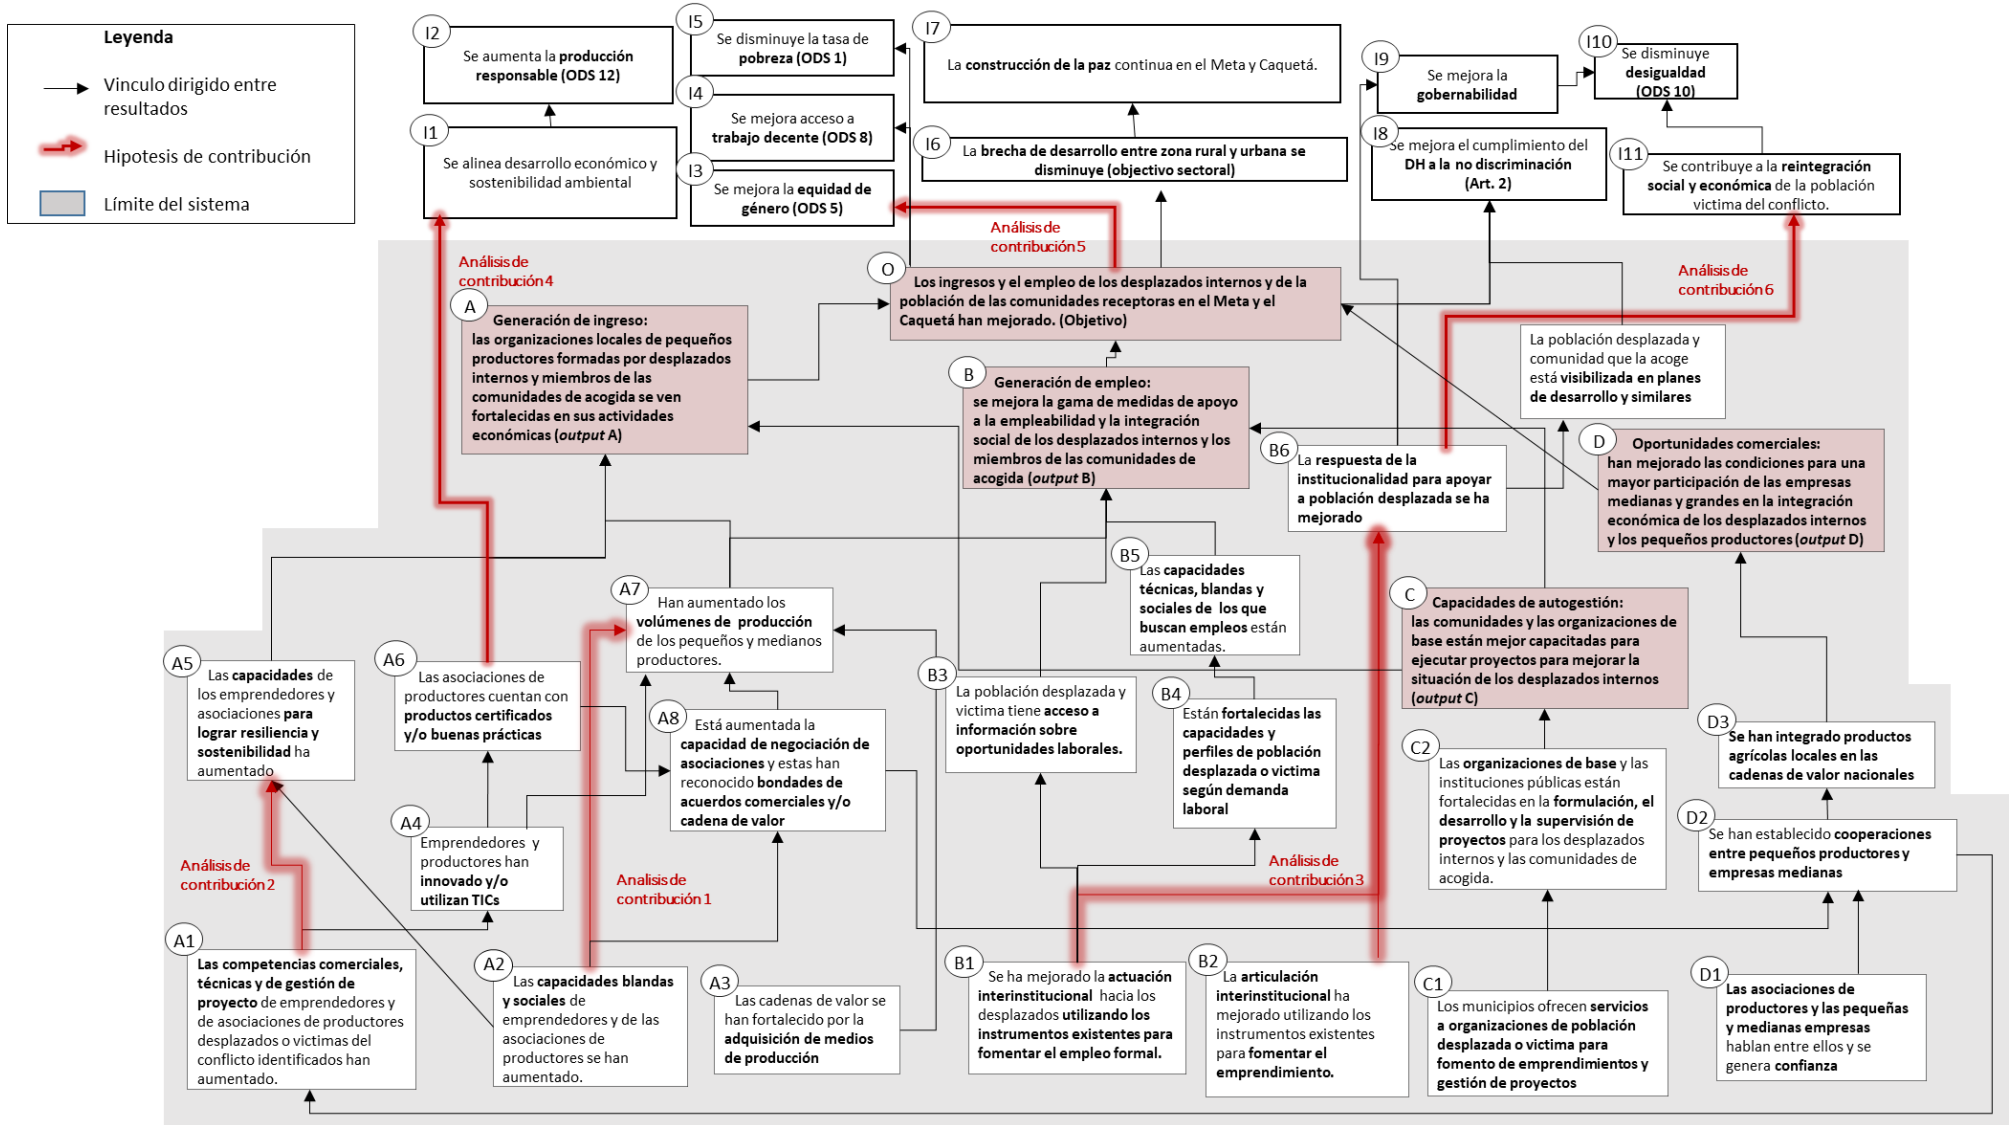 Leyenda
Vinculo dirigido entre
resultados
Hipotesis de contribución
Límite del sistema
I2
Se aumenta la producción
responsable (ODS 12)
I1
Se alinea desarrollo económico y
sostenibilidad ambiental
I5
Se disminuye la tasa de
pobreza (ODS 1)
I4
Se mejora acceso a
trabajo decente (ODS 8)
I3
Se mejora la equidad de
género (ODS 5)
I7
La construcción de la paz continua en el Meta y Caquetá.
I6
La brecha de desarrollo entre zona rural y urbana se
disminuye (objetivo sectoral)
I9
Se mejora la
gobernabilidad
I10
Se disminuye
desigualdad
(ODS 10)
I8
Se mejora el cumplimiento del
DH a la no discriminación
(Art. 2)
I11
Se contribuye a la reintegración
social y económica de la población
victima del conflicto.
Análisis de
contribución 5
Análisis de
contribución 4
Análisis de
contribución 6
O
Los ingresos y el empleo de los desplazados internos y de la
población de las comunidades receptoras en el Meta y el
Caquetá han mejorado. (Objetivo)
A
Generación de ingreso:
las organizaciones locales de pequeños
productores formadas por desplazados
internos y miembros de las
comunidades de acogida se ven
fortalecidas en sus actividades
económicas (output A)
B
Generación de empleo:
se mejora la gama de medidas de apoyo
a la empleabilidad y la integración
social de los desplazados internos y los
miembros de las comunidades de
acogida (output B)
La población desplazada y
comunidad que la acoge
está visibilizada en planes
de desarrollo y similares
B6
La respuesta de la
institucionalidad para apoyar
a población desplazada se ha
mejorado
D
Oportunidades comerciales:
han mejorado las condiciones para una
mayor participación de las empresas
medianas y grandes en la integración
económica de los desplazados internos
y los pequeños productores (output D)
A7
Han aumentado los
volúmenes de producción
de los pequeños y medianos
productores.
B5
Las capacidades
técnicas, blandas y
sociales de los que
buscan empleos están
aumentadas.
C
Capacidades de autogestión:
las comunidades y las organizaciones de
base están mejor capacitadas para
ejecutar proyectos para mejorar la
situación de los desplazados internos
(output C)
A5
Las capacidades de
los emprendedores y
asociaciones para
lograr resiliencia y
sostenibilidad ha
aumentado
A6
Las asociaciones de
productores cuentan con
productos certificados
y/o buenas prácticas
A8
Está aumentada la
capacidad de negociación de
asociaciones y estas han
reconocido bondades de
acuerdos comerciales y/o
cadena de valor
B3
La población desplazada y
victima tiene acceso a
información sobre
oportunidades laborales.
B4
Están fortalecidas las
capacidades y
perfiles de población
desplazada o victima
según demanda
laboral
C2
Las organizaciones de base y las
instituciones públicas están
fortalecidas en la formulación, el
desarrollo y la supervisión de
proyectos para los desplazados
internos y las comunidades de
acogida.
D3
Se han integrado productos
agrícolas locales en las
cadenas de valor nacionales
D2
Se han establecido cooperaciones
entre pequeños productores y
empresas medianas
A4
Emprendedores y
productores han
innovado y/o
utilizan TICs
Análisis de
contribución 2
Analisis de
contribución 1
Análisis de
contribución 3
A1
Las competencias comerciales,
técnicas y de gestión de
proyecto de emprendedores y
de asociaciones de productores
desplazados o victimas del
conflicto identificados han
aumentado.
A2
Las capacidades blandas
y sociales de
emprendedores y de las
asociaciones de
productores se han
aumentado.
A3
Las cadenas de valor se
han fortalecido por la
adquisición de medios
de producción
B1
Se ha mejorado la actuación
interinstitucional hacia los
desplazados utilizando los
instrumentos existentes para
fomentar el empleo formal.
B2
La articulación
interinstitucional ha
mejorado utilizando los
instrumentos existentes
para fomentar el
emprendimiento.
C1
Los municipios ofrecen servicios
a organizaciones de población
desplazada o victima para
fomento de emprendimientos y
gestión de proyectos
D1
Las asociaciones de
productores y las pequeñas
y medianas empresas
hablan entre ellos y se
genera confianza